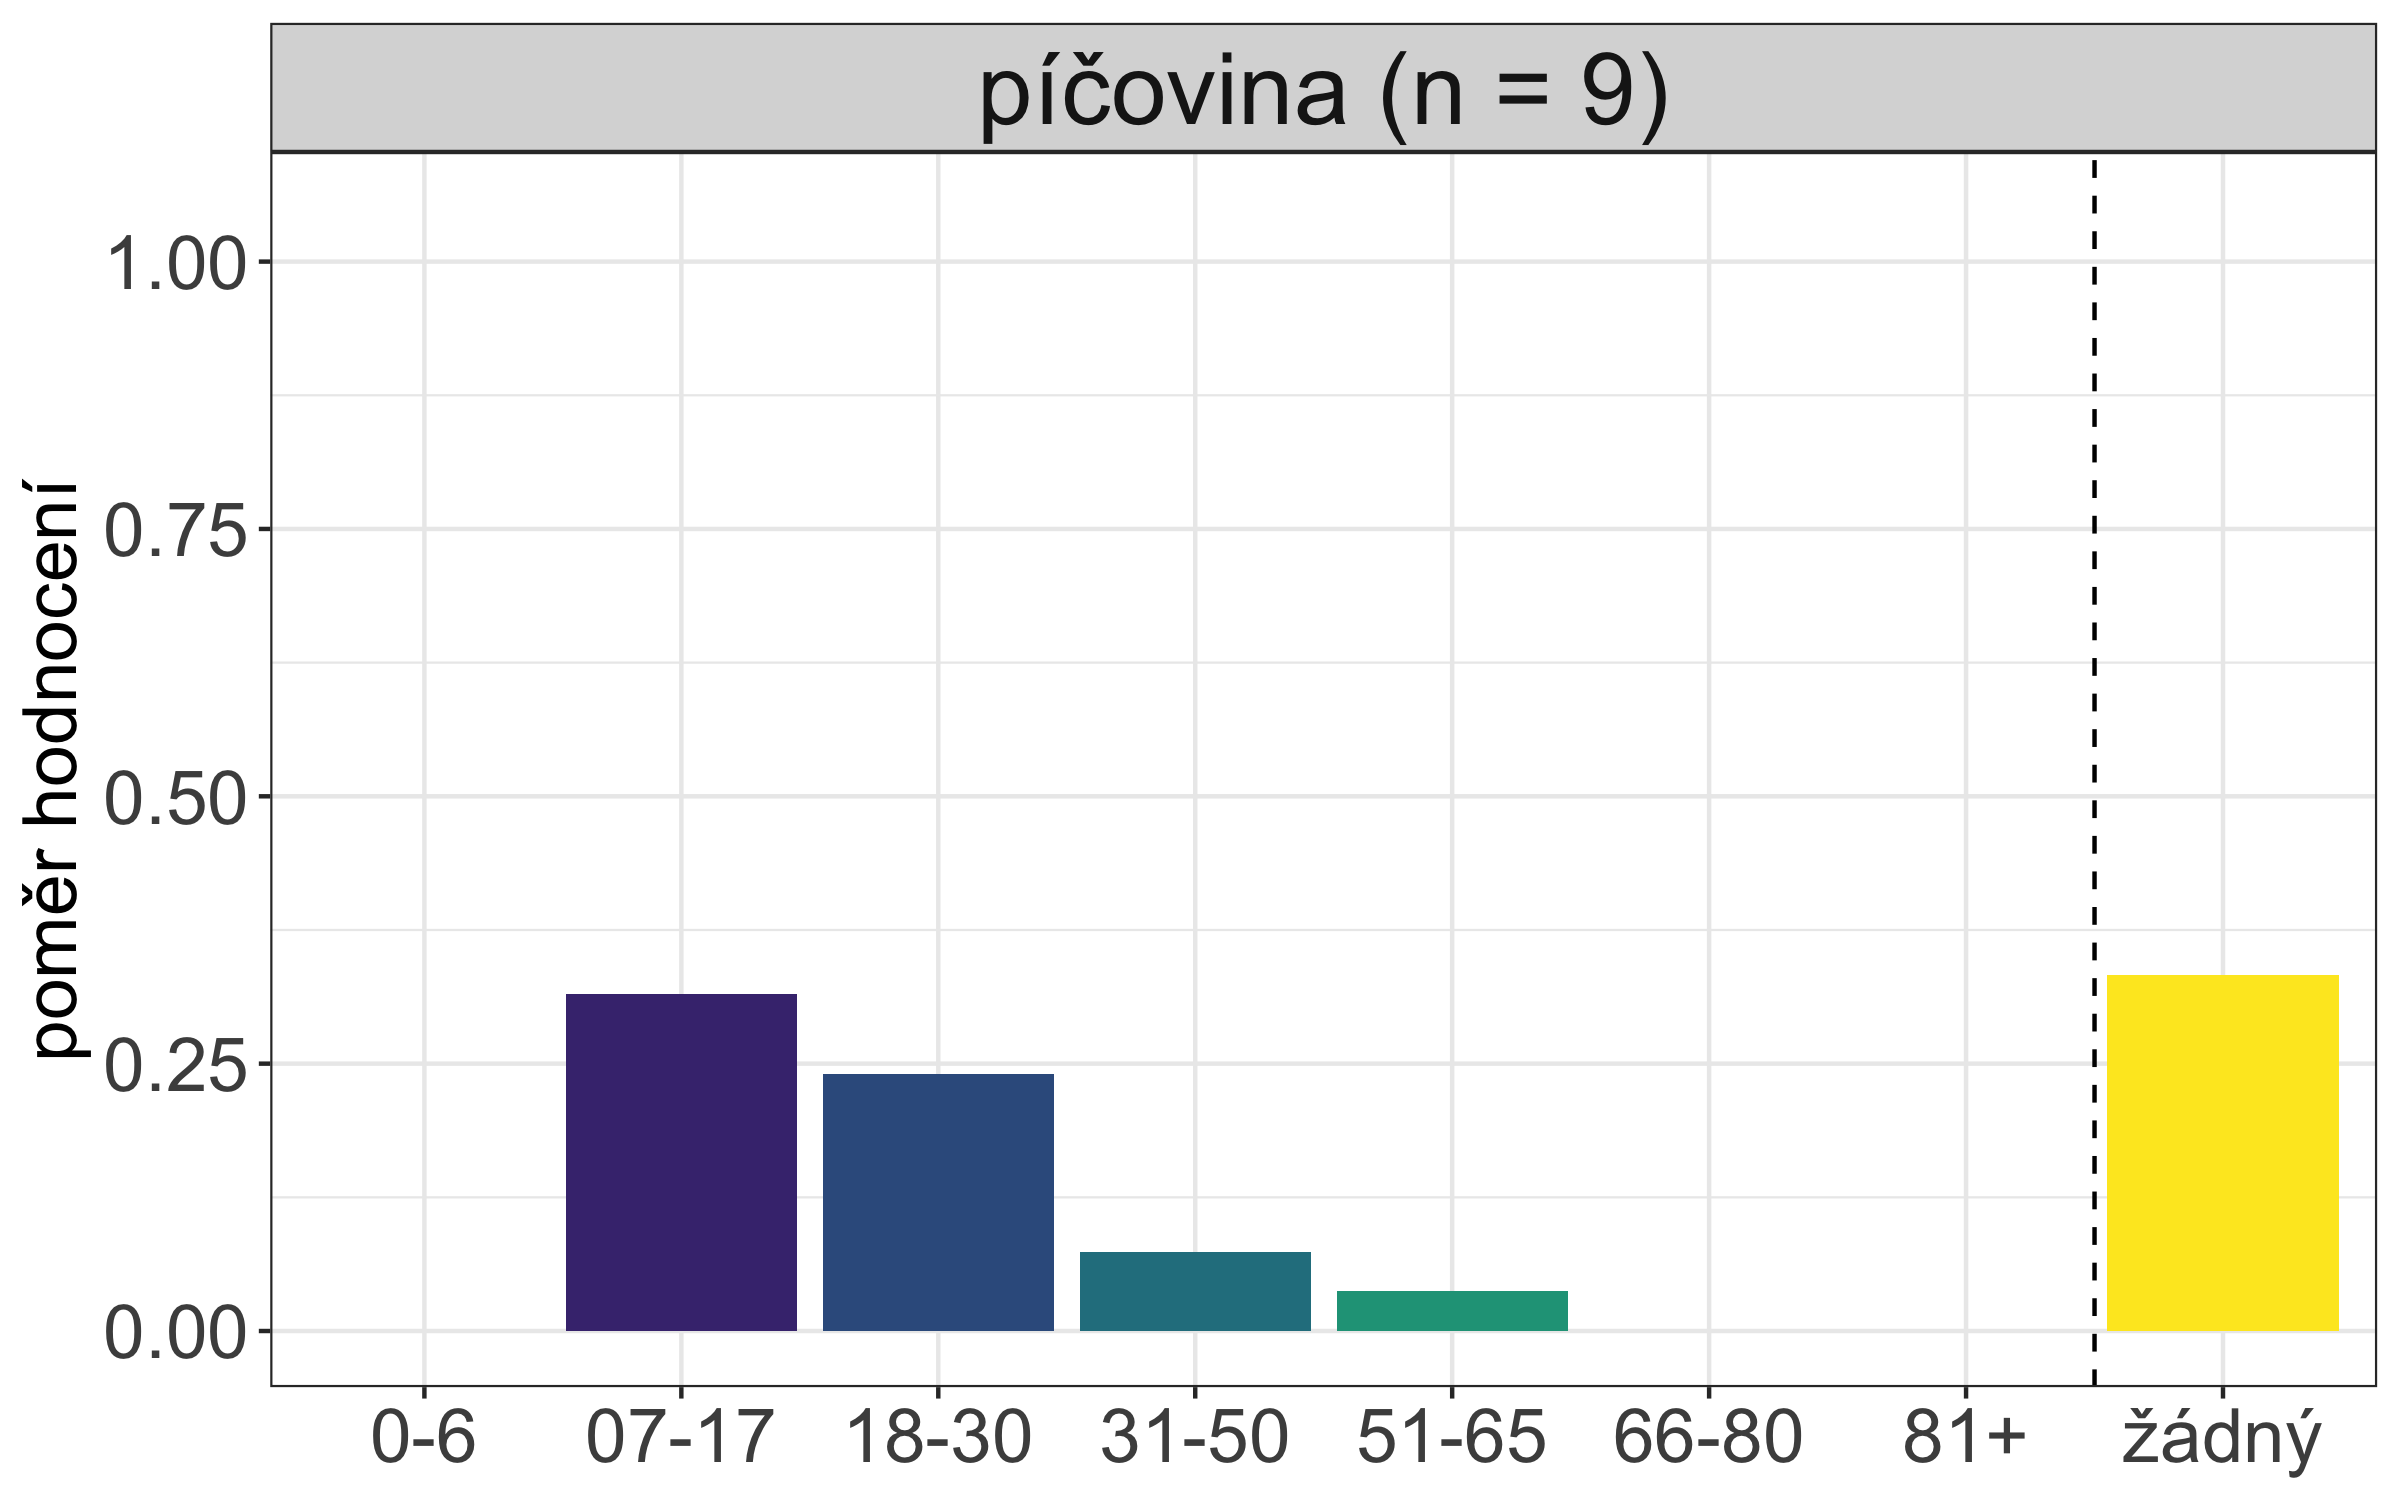 píčovina (n = 9)
poměr hodnocení
1.00
0.75
0.50
0.25
0.00
0-6 07-17 18-30 31-50 51-65 66-80 81+ žádný